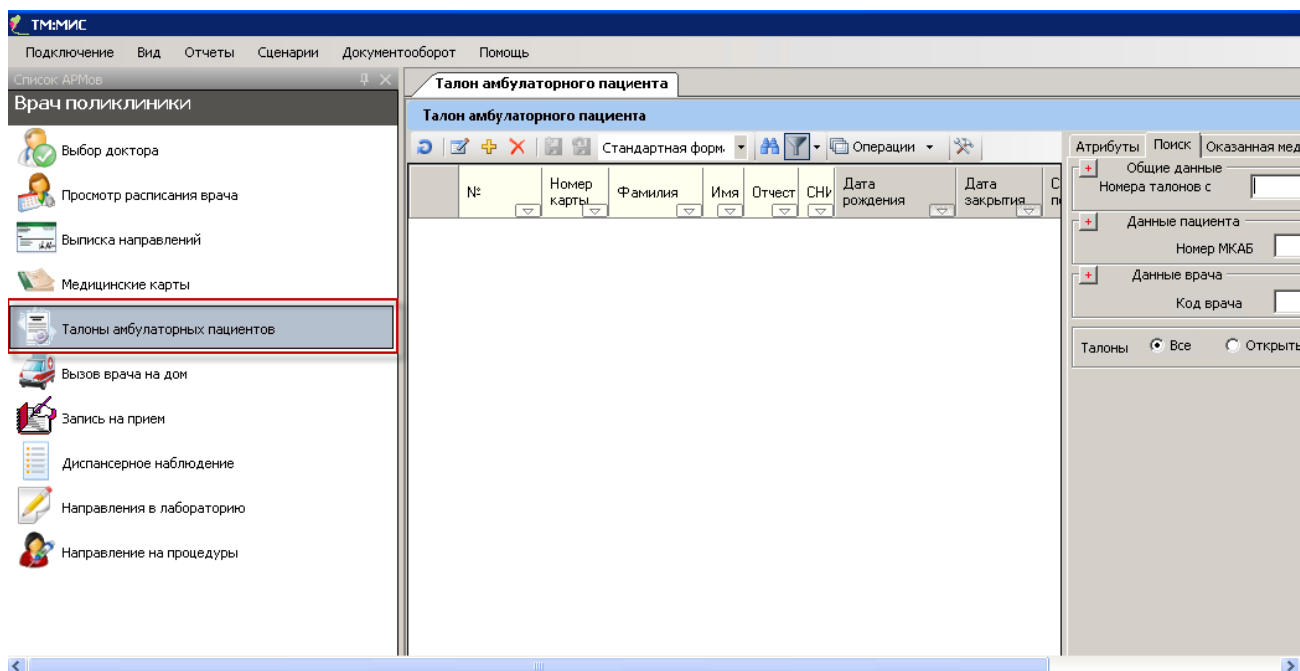 ТМ:МИС
Подключение Вид Отчеты Сценарии Документооборот Помощь
Список АРМов
Врач поликлиники
Выбор доктора
Просмотр расписания врача
Выписка направлений
Медицинские карты
Талоны амбулаторных пациентов
Вызов врача на дом
Запись на прием
Диспансерное наблюдение
Направления в лабораторию
Направление на процедуры
Талон амбулаторного пациента
Талон амбулаторного пациента
Стандартная форм Операции
№ Номер карты Фамилия Имя Отчест Дата рождения Дата закрытия
Атрибуты Поиск Оказанная мед
Общие данные
Номера талонов с
Данные пациента
Номер МКАБ
Данные врача
Код врача
Талоны Все Открыть